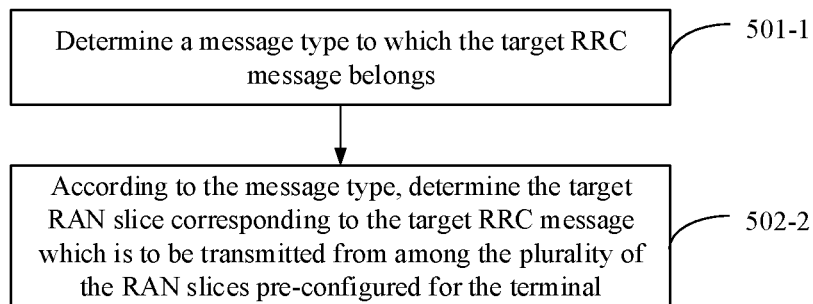 Determine a message type to which the target RRC
message belongs
501-1
According to the message type, determine the target
RAN slice corresponding to the target RRC message
which is to be transmitted from among the plurality of
the RAN slices pre-configured for the terminal
502-2